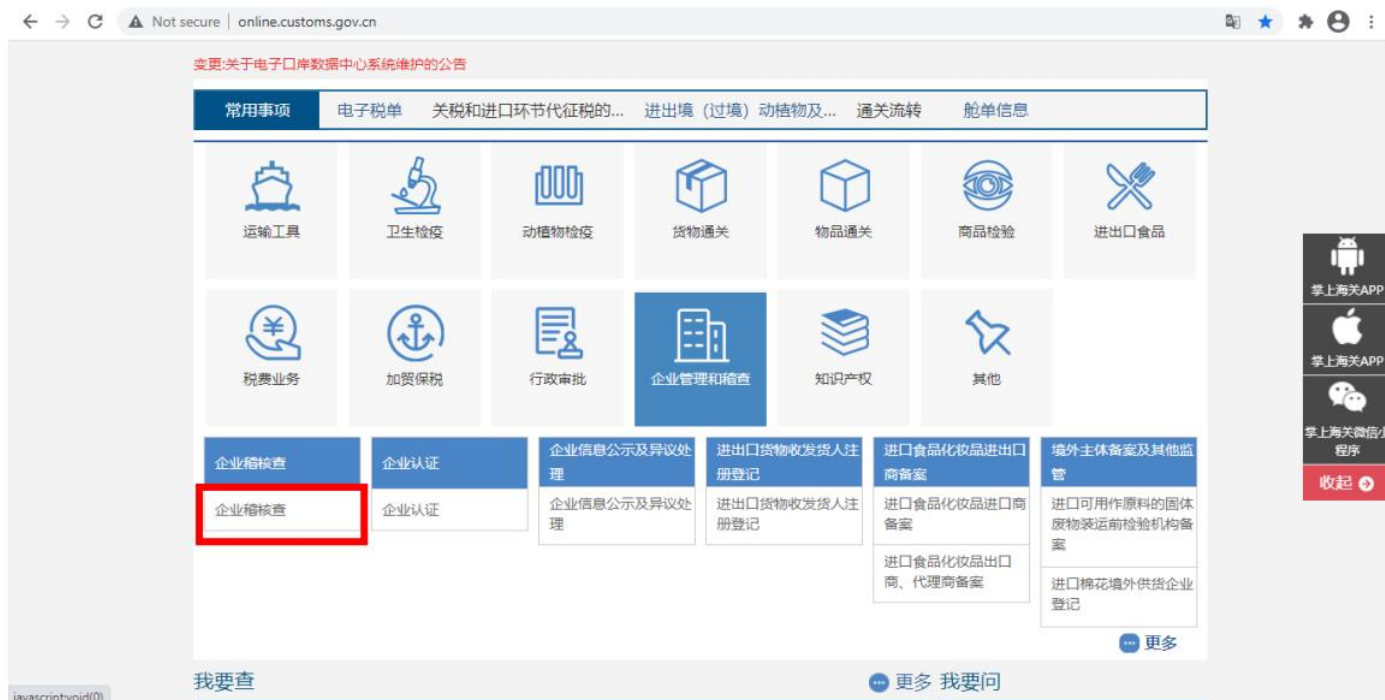 Not secure | online.customs.gov.cn
变更:关于电子口岸数据中心系统维护的公告
常用事项 电子税单 关税和进口环节代征税的... 进出境（过境）动植物及... 通关流转 舱单信息
运输工具 卫生检疫 动植物检疫 货物通关 物品通关 商品检验 进出口食品
掌上海关APP
税费业务 加贸保税 行政审批 企业管理和稽查 知识产权 其他
掌上海关APP
掌上海关微信小
程序
收起
企业稽核查 企业认证 企业信息公示及异议处 进出口货物收发货人注 进口食品化妆品进出口 境外主体备案及其他监
理 册登记 商备案 管
企业稽核查 企业认证 企业信息公示及异议处 进出口货物收发货人注 进口食品化妆品进口商 进口可用作原料的固体
理 册登记 备案 废物装运前检验机构备
案
进口食品化妆品出口
商、代理商备案
进口棉花境外供货企业
登记
更多
我要查 更多 我要问
javascript:void(0)